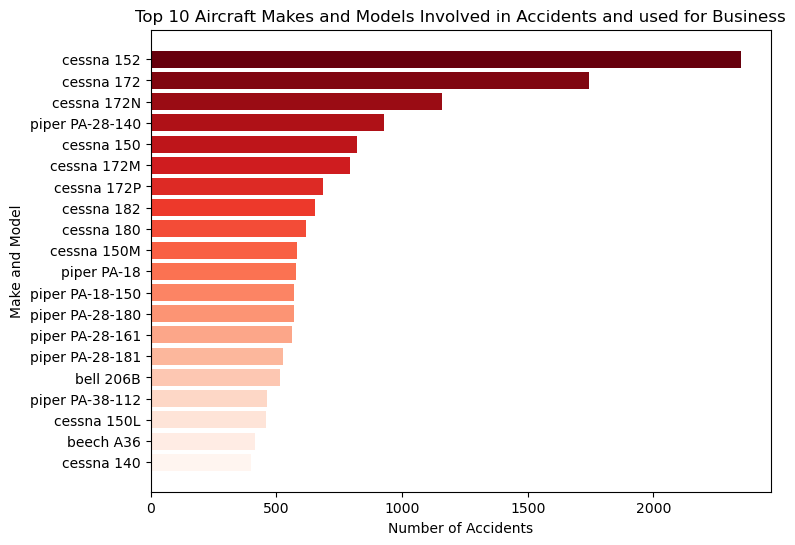 Top 10 Aircraft Makes and Models Involved in Accidents and used for Business
cessna 152
cessna 172
cessna 172N
piper PA-28-140
cessna 150
cessna 172M
cessna 172P
cessna 182
cessna 180
cessna 150M
piper PA-18
piper PA-18-150
piper PA-28-180
piper PA-28-161
piper PA-28-181
bell 206B
piper PA-38-112
cessna 150L
beech A36
cessna 140
Make and Model
0 500 1000 1500 2000
Number of Accidents